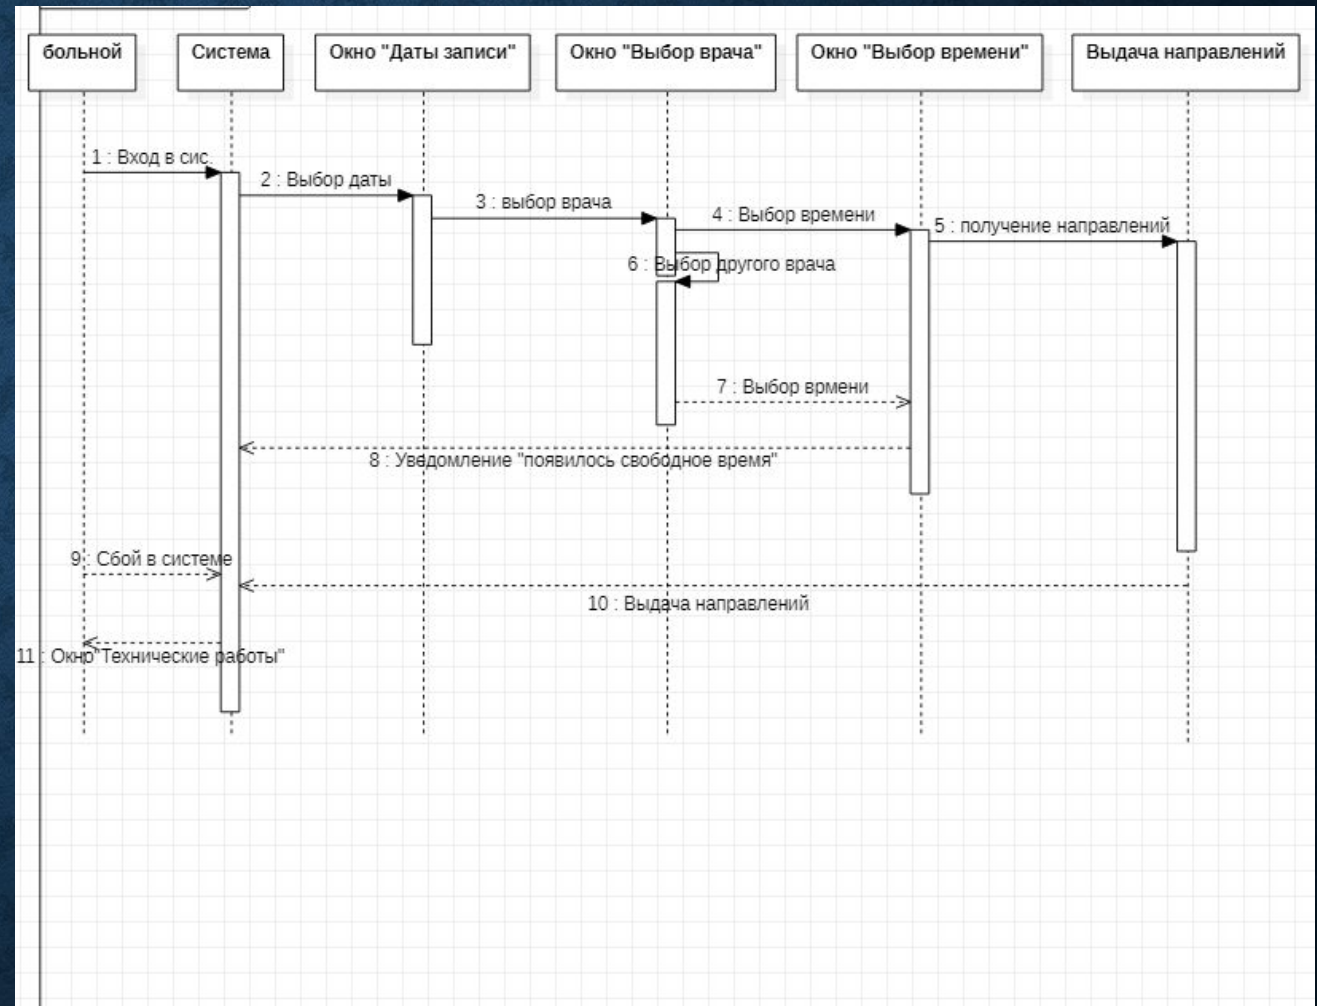 больной
Система
Окно "Даты записи"
Окно "Выбор врача"
Окно "Выбор времени"
Выдача направлений
1 : Вход в сис.
2 : Выбор даты
3 : выбор врача
4 : Выбор времени
5 : получение направлений
6 : Выбор другого врача
7 : Выбор врмени
8 : Уведомление "появилось свободное время"
9 : Сбой в системе
10 : Выдача направлений
11 : Окно"Технические работы"